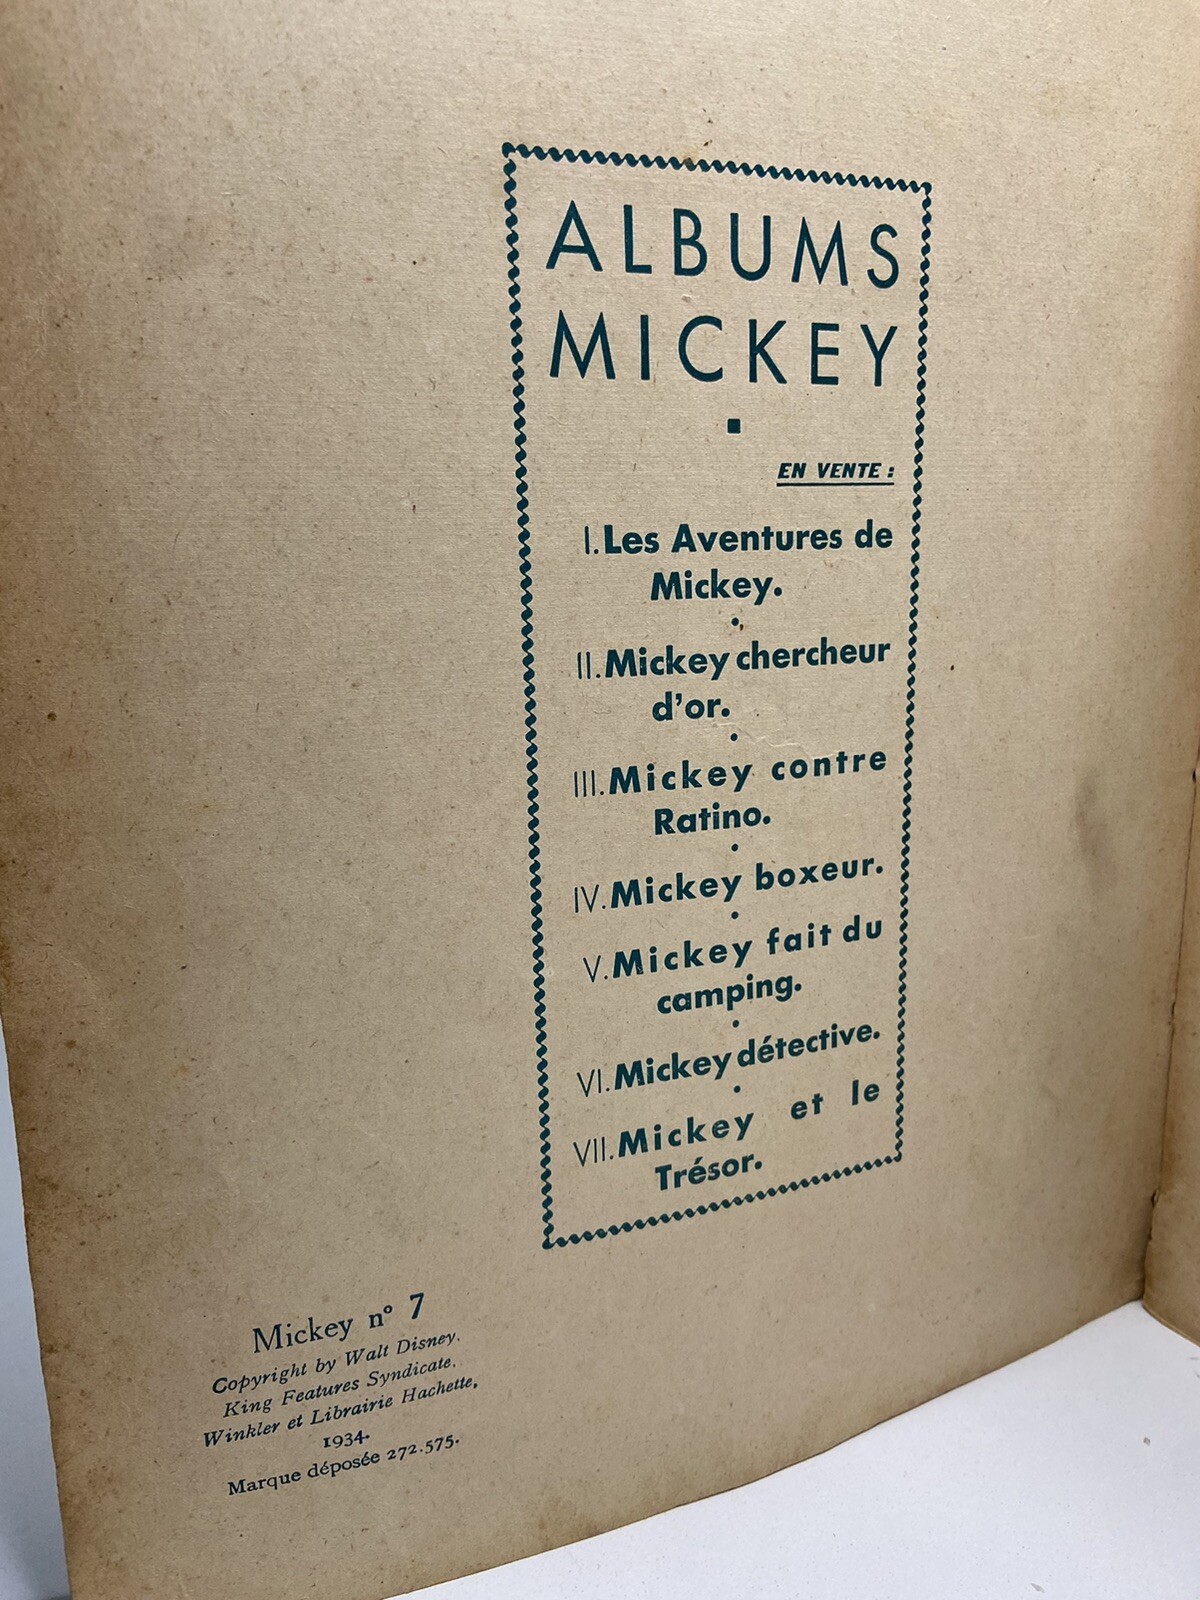 ALBUMS
MICKEY
EN VENTE :
I. Les Aventures de
Mickey.
II. Mickey chercheur
d'or.
III. Mickey contre
Ratino.
IV. Mickey boxeur.
V. Mickey fait du
camping.
VI. Mickey détective.
VII. Mickey et le
Trésor.
Mickey nº 7
Copyright by Walt Disney.
King Features Syndicate.
Winkler et Librairie Hachette,
1934.
Marque déposée 272.575.